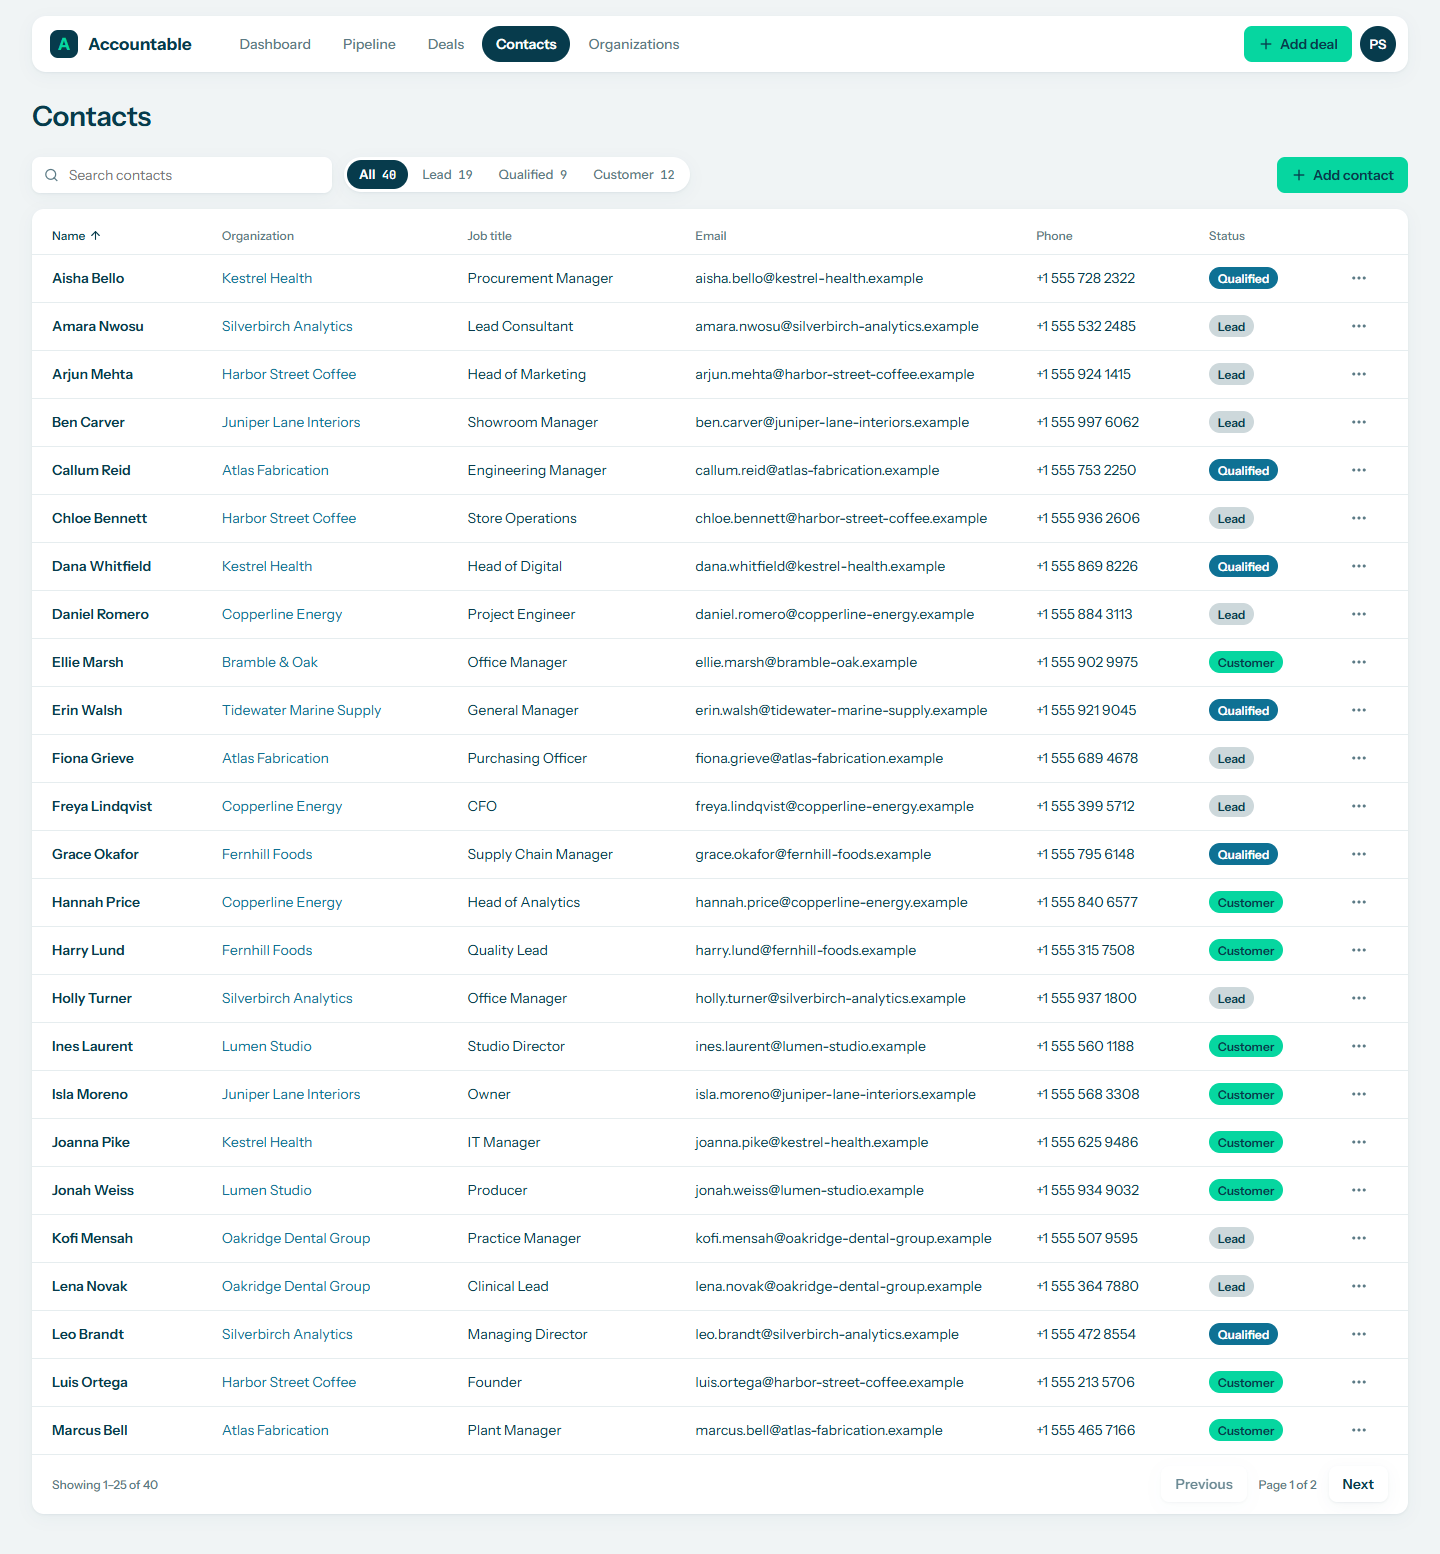 A Accountable Dashboard Pipeline Deals Contacts Organizations + Add deal PS
Contacts
Search contacts All 40 Lead 19 Qualified 9 Customer 12 + Add contact
Name ↑ Organization Job title Email Phone Status
Aisha Bello Kestrel Health Procurement Manager aisha.bello@kestrel-health.example +1 555 728 2322 Qualified
Amara Nwosu Silverbirch Analytics Lead Consultant amara.nwosu@silverbirch-analytics.example +1 555 532 2485 Lead
Arjun Mehta Harbor Street Coffee Head of Marketing arjun.mehta@harbor-street-coffee.example +1 555 924 1415 Lead
Ben Carver Juniper Lane Interiors Showroom Manager ben.carver@juniper-lane-interiors.example +1 555 997 6062 Lead
Callum Reid Atlas Fabrication Engineering Manager callum.reid@atlas-fabrication.example +1 555 753 2250 Qualified
Chloe Bennett Harbor Street Coffee Store Operations chloe.bennett@harbor-street-coffee.example +1 555 936 2606 Lead
Dana Whitfield Kestrel Health Head of Digital dana.whitfield@kestrel-health.example +1 555 869 8226 Qualified
Daniel Romero Copperline Energy Project Engineer daniel.romero@copperline-energy.example +1 555 884 3113 Lead
Ellie Marsh Bramble & Oak Office Manager ellie.marsh@bramble-oak.example +1 555 902 9975 Customer
Erin Walsh Tidewater Marine Supply General Manager erin.walsh@tidewater-marine-supply.example +1 555 921 9045 Qualified
Fiona Grieve Atlas Fabrication Purchasing Officer fiona.grieve@atlas-fabrication.example +1 555 689 4678 Lead
Freya Lindqvist Copperline Energy CFO freya.lindqvist@copperline-energy.example +1 555 399 5712 Lead
Grace Okafor Fernhill Foods Supply Chain Manager grace.okafor@fernhill-foods.example +1 555 795 6148 Qualified
Hannah Price Copperline Energy Head of Analytics hannah.price@copperline-energy.example +1 555 840 6577 Customer
Harry Lund Fernhill Foods Quality Lead harry.lund@fernhill-foods.example +1 555 315 7508 Customer
Holly Turner Silverbirch Analytics Office Manager holly.turner@silverbirch-analytics.example +1 555 937 1800 Lead
Ines Laurent Lumen Studio Studio Director ines.laurent@lumen-studio.example +1 555 560 1188 Customer
Isla Moreno Juniper Lane Interiors Owner isla.moreno@juniper-lane-interiors.example +1 555 568 3308 Customer
Joanna Pike Kestrel Health IT Manager joanna.pike@kestrel-health.example +1 555 625 9486 Customer
Jonah Weiss Lumen Studio Producer jonah.weiss@lumen-studio.example +1 555 934 9032 Customer
Kofi Mensah Oakridge Dental Group Practice Manager kofi.mensah@oakridge-dental-group.example +1 555 507 9595 Lead
Lena Novak Oakridge Dental Group Clinical Lead lena.novak@oakridge-dental-group.example +1 555 364 7880 Lead
Leo Brandt Silverbirch Analytics Managing Director leo.brandt@silverbirch-analytics.example +1 555 472 8554 Qualified
Luis Ortega Harbor Street Coffee Founder luis.ortega@harbor-street-coffee.example +1 555 213 5706 Customer
Marcus Bell Atlas Fabrication Plant Manager marcus.bell@atlas-fabrication.example +1 555 465 7166 Customer
Showing 1–25 of 40 Previous Page 1 of 2 Next